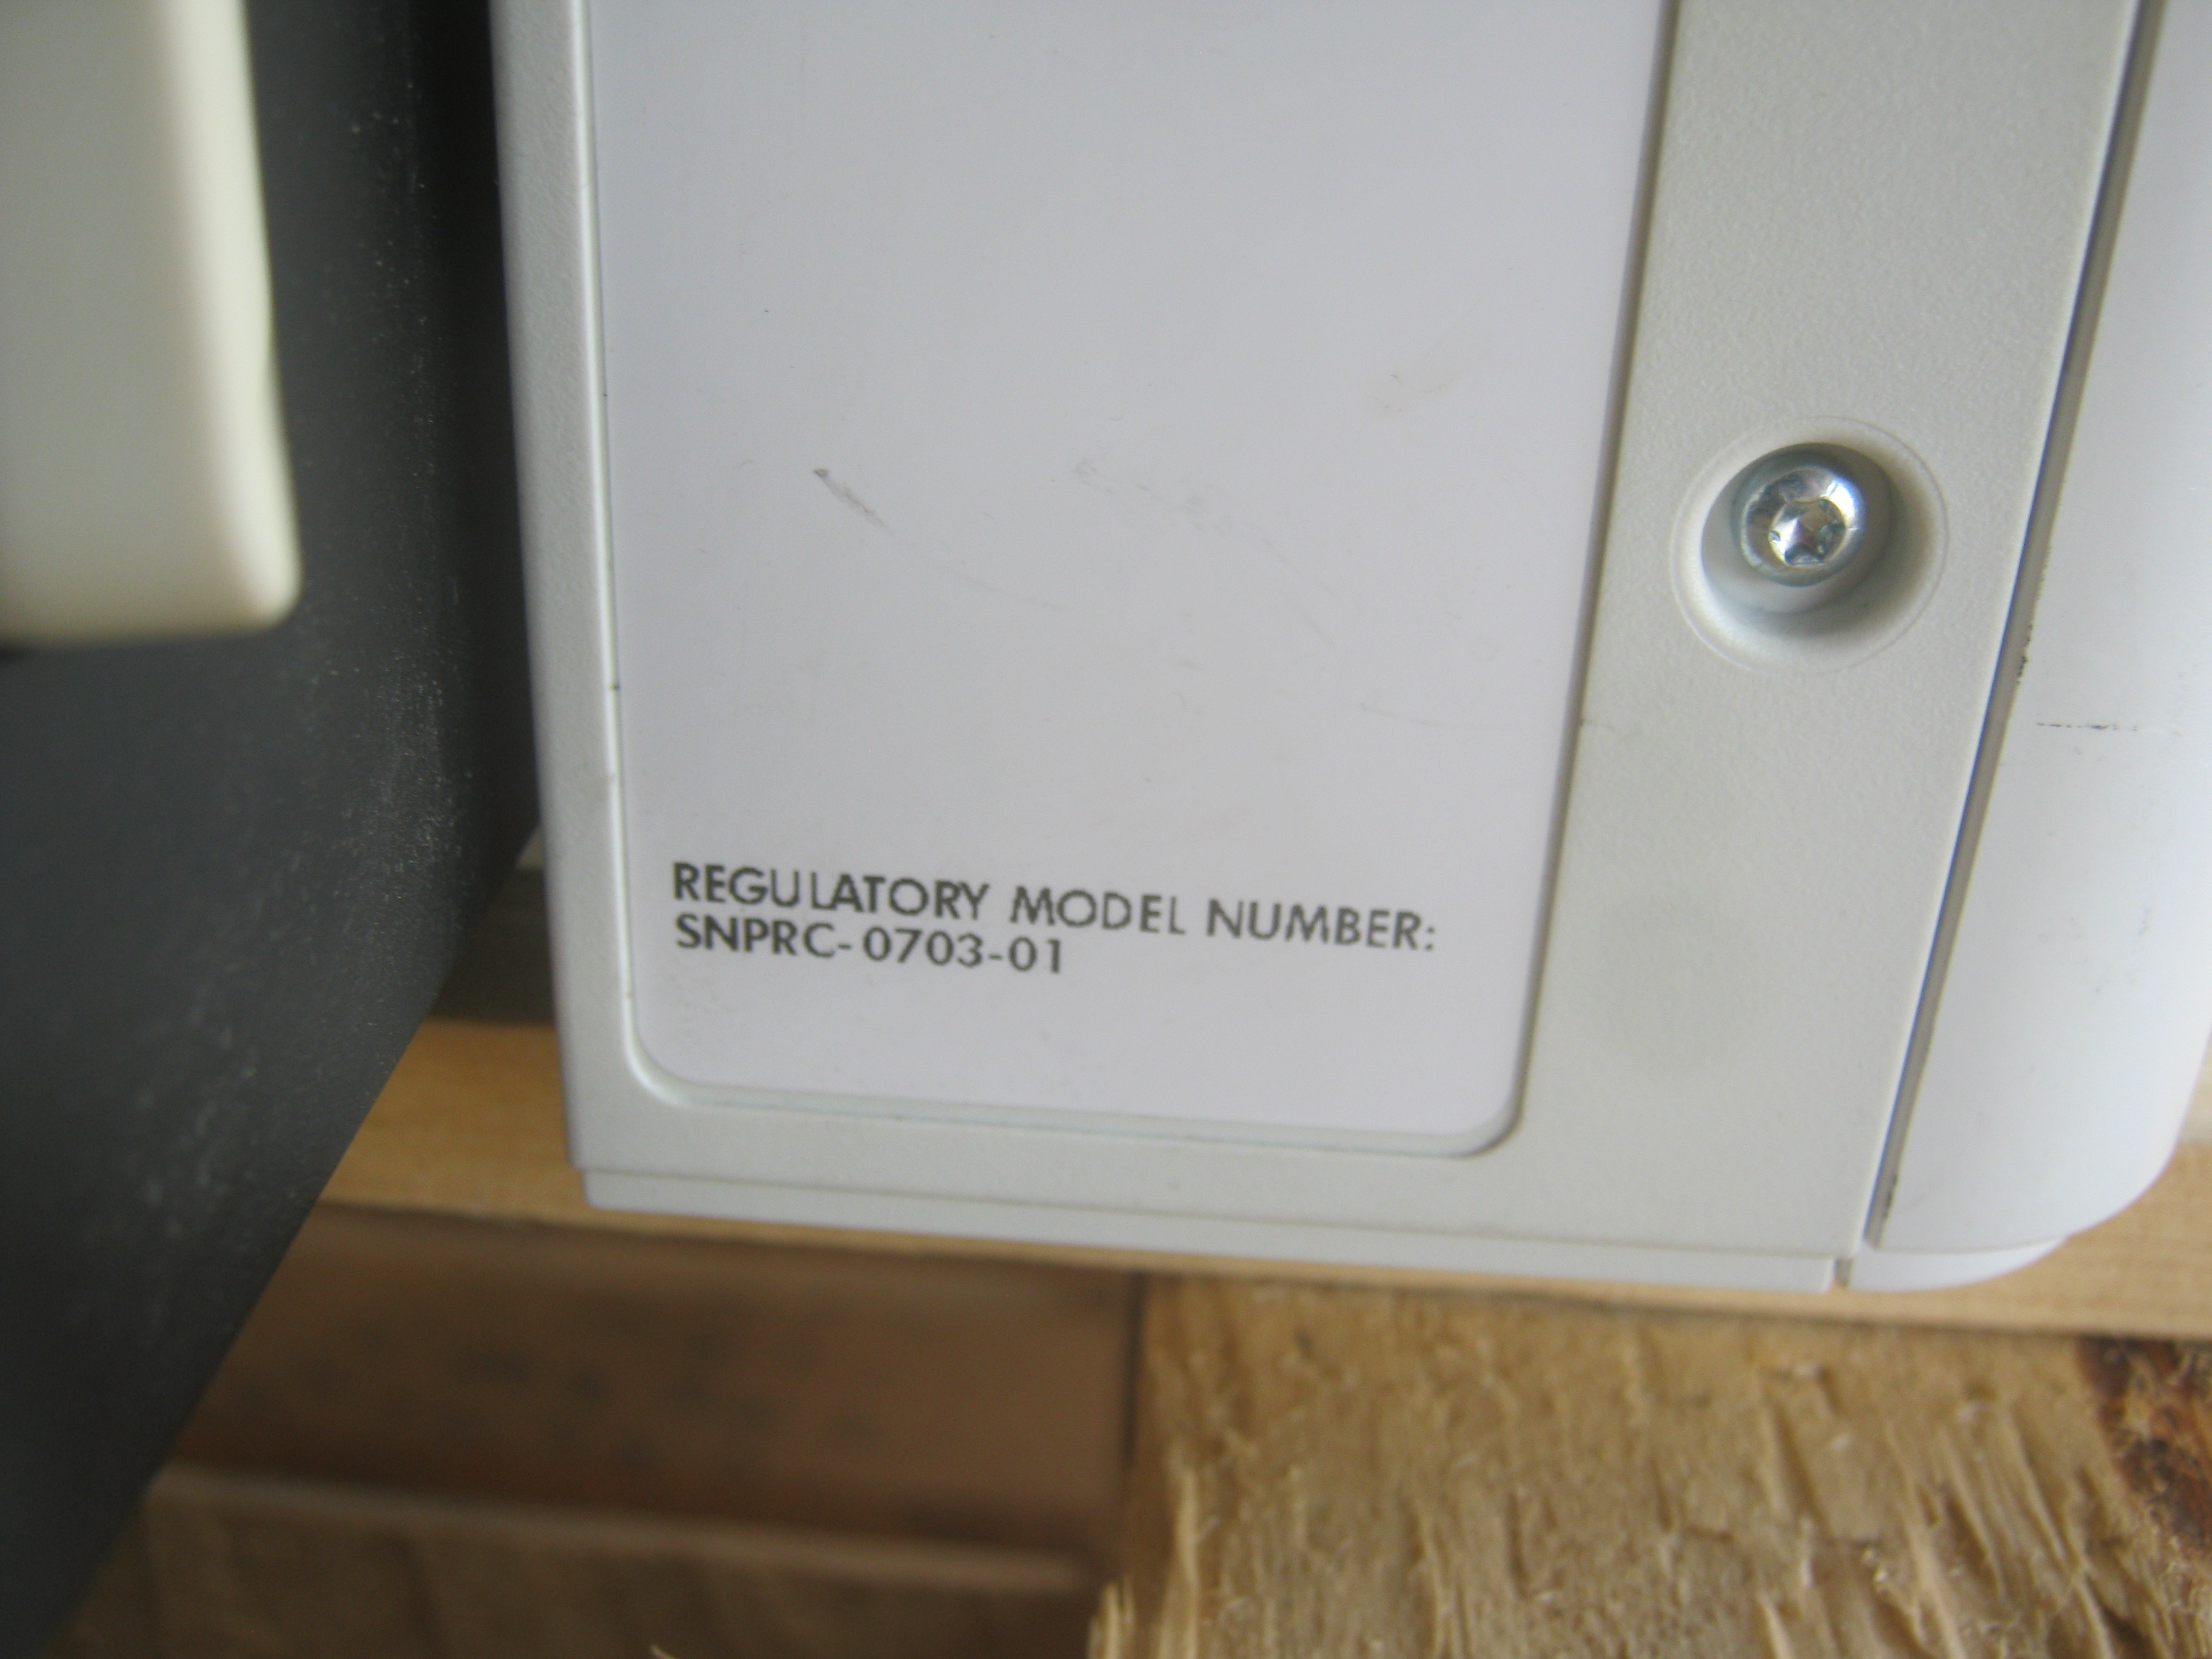 REGULATORY MODEL NUMBER:
SNPRC-0703-01